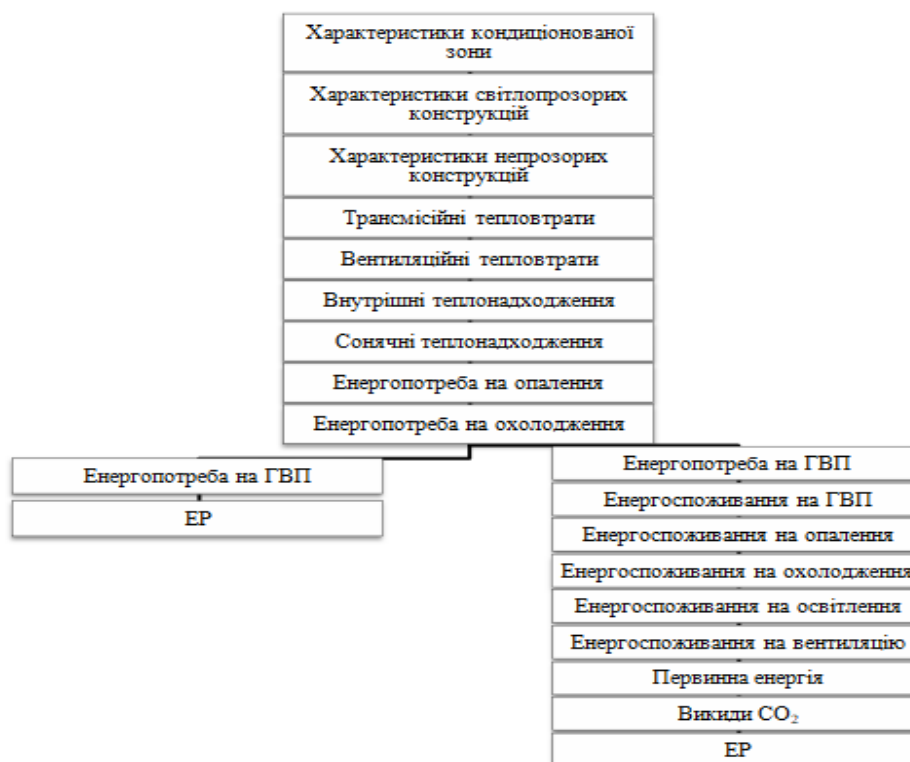 Характеристики кондиціонованої
зони
Характеристики світлопрозорих
конструкцій
Характеристики непрозорих
конструкцій
Трансмісійні тепловтрати
Вентиляційні тепловтрати
Внутрішні теплонадходження
Сонячні теплонадходження
Енергопотреба на опалення
Енергопотреба на охолодження
Енергопотреба на ГВП
ЕР
Енергопотреба на ГВП
Енергоспоживання на ГВП
Енергоспоживання на опалення
Енергоспоживання на охолодження
Енергоспоживання на освітлення
Енергоспоживання на вентиляцію
Первинна енергія
Викиди CO₂
ЕР